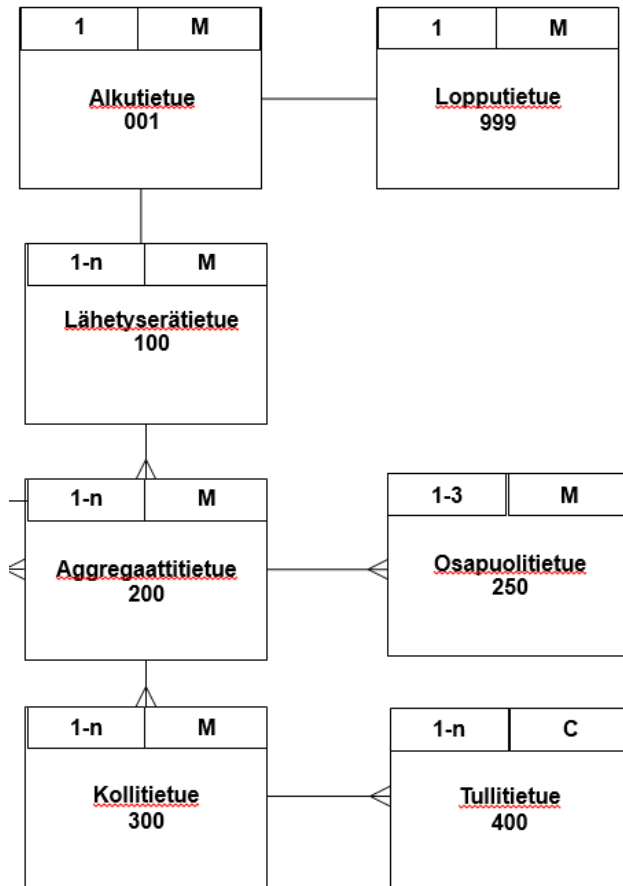 1 M
Alkutietue
001
1 M
Lopputietue
999
1-n M
Lähetyserätietue
100
1-n M
Aggregaattitietue
200
1-3 M
Osapuolitietue
250
1-n M
Kollitietue
300
1-n C
Tullitietue
400